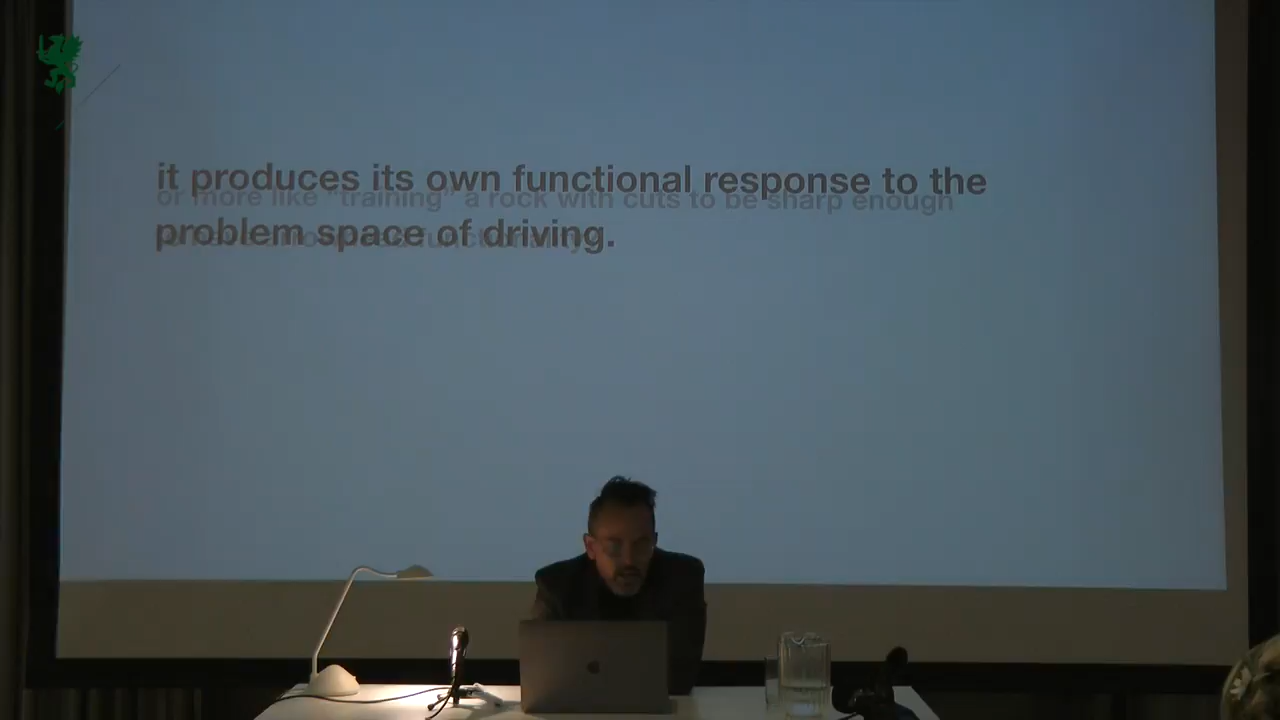 it produces its own functional response to the
or more like "training" a rock with cuts to be sharp enough
problem space of driving.